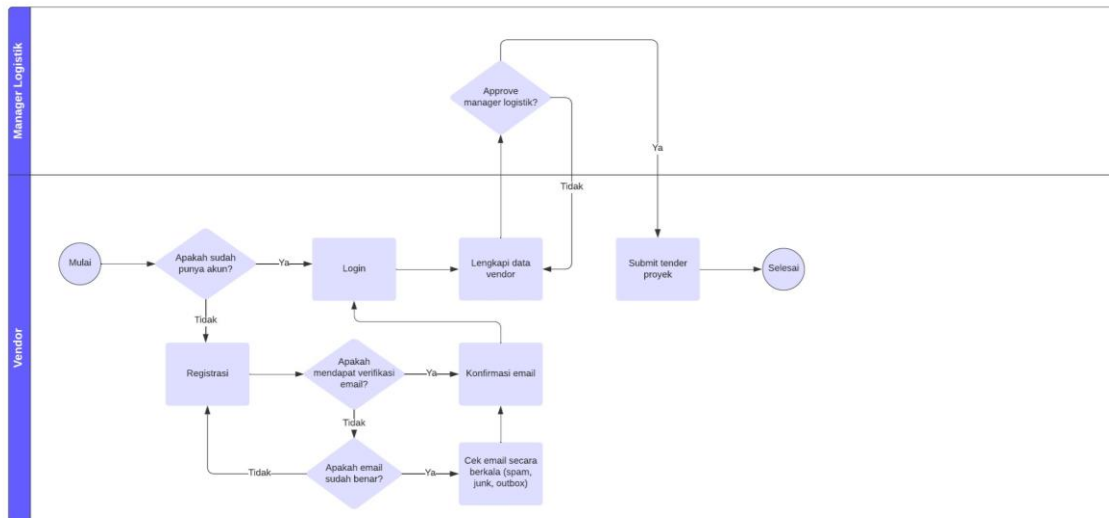 Manager Logistik
Approve
manager logistik?
Ya
Tidak
Vendor
Mulai
Apakah sudah
punya akun?
Ya
Login
Lengkapi data
vendor
Submit tender
proyek
Selesai
Tidak
Registrasi
Apakah
mendapat verifikasi
email?
Ya
Konfirmasi email
Tidak
Tidak
Apakah email
sudah benar?
Ya
Cek email secara
berkala (spam,
junk, outbox)